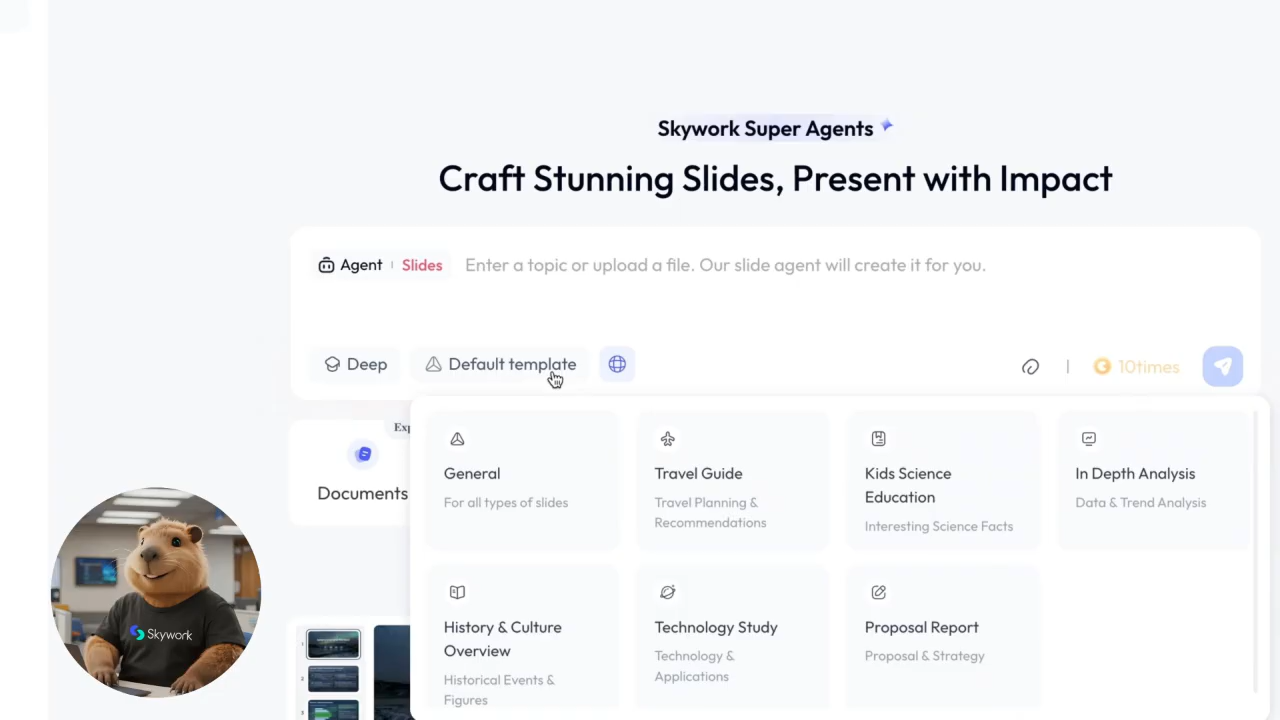 Skywork Super Agents
Craft Stunning Slides, Present with Impact
Agent Slides Enter a topic or upload a file. Our slide agent will create it for you.
Deep Default template 10times
General
For all types of slides
Travel Guide
Travel Planning &
Recommendations
Kids Science
Education
Interesting Science Facts
In Depth Analysis
Data & Trend Analysis
Documents
History & Culture
Overview
Historical Events &
Figures
Technology Study
Technology &
Applications
Proposal Report
Proposal & Strategy
Skywork